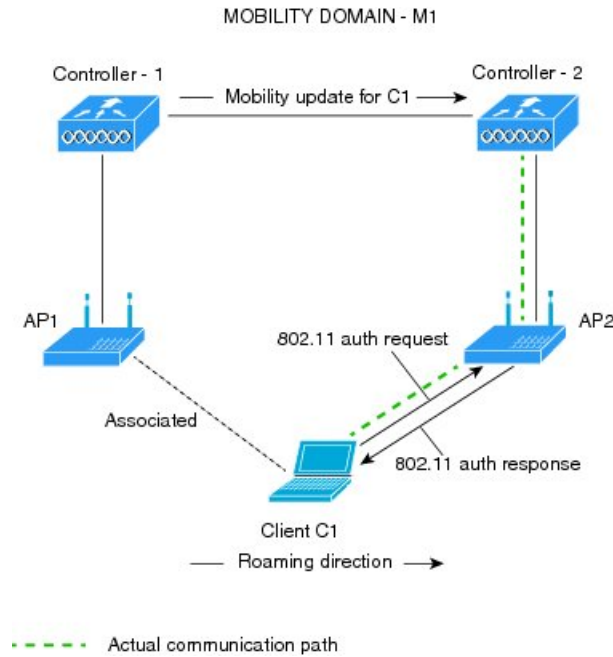 MOBILITY DOMAIN - M1
Controller - 1
Controller - 2
Mobility update for C1
AP1
AP2
802.11 auth request
Associated
802.11 auth response
Client C1
Roaming direction
Actual communication path